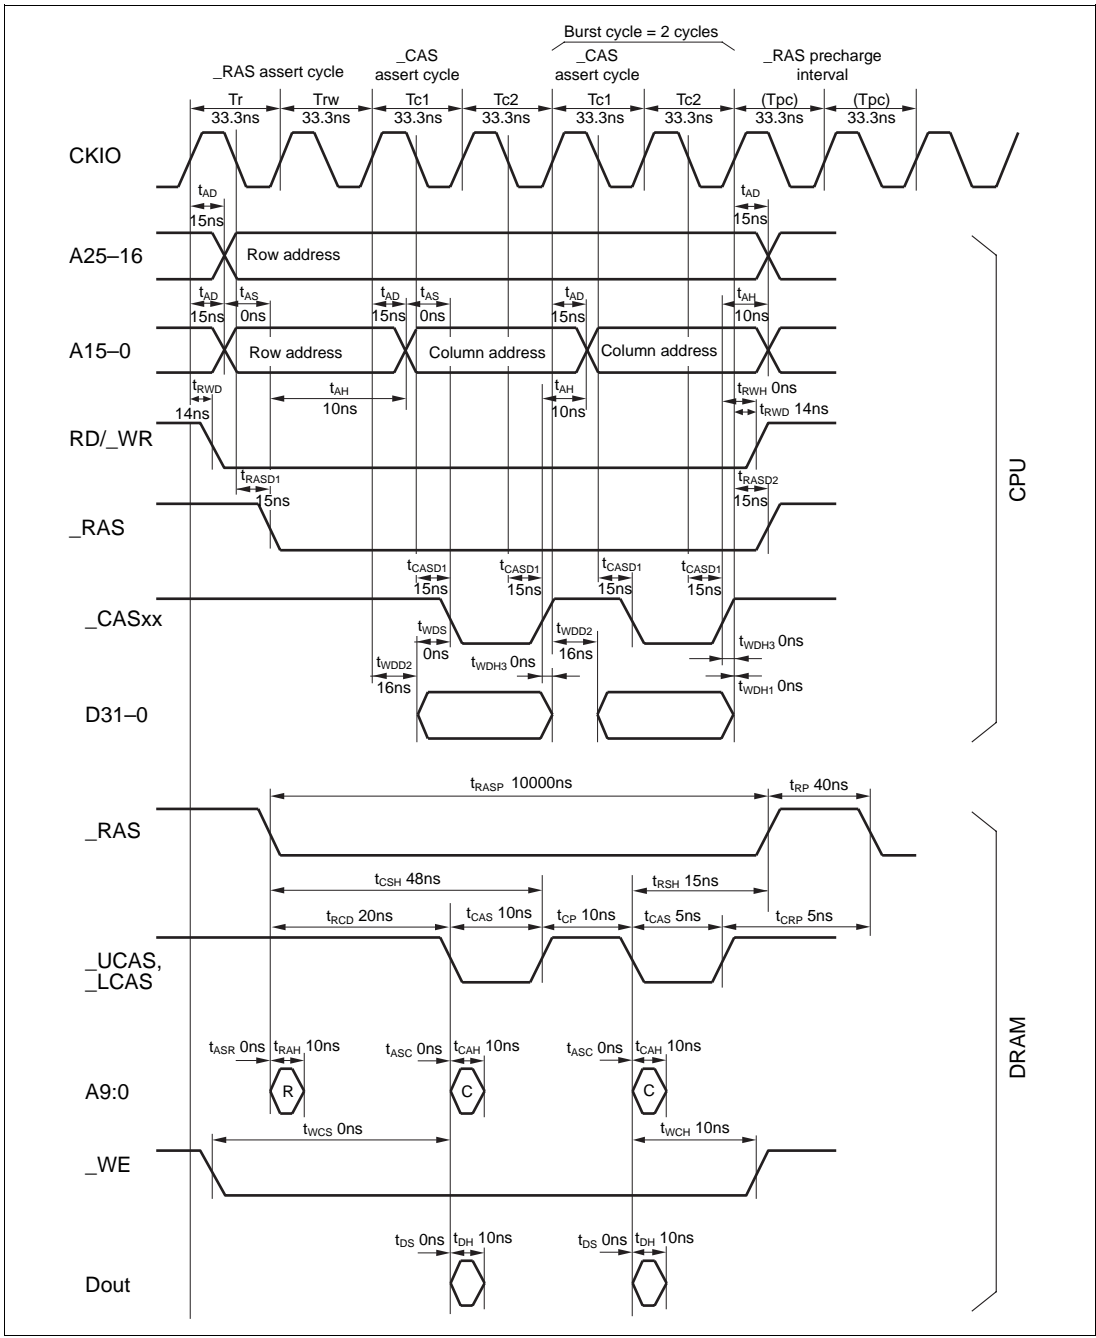 Burst cycle = 2 cycles
_RAS assert cycle
_CAS
assert cycle
_CAS
assert cycle
_RAS precharge
interval
Tr Trw Tc1 Tc2 Tc1 Tc2 (Tpc) (Tpc)
33.3ns 33.3ns 33.3ns 33.3ns 33.3ns 33.3ns 33.3ns 33.3ns
CKIO
tAD tAD
15ns 15ns
A25–16 Row address
tAD tAS tAD tAS tAD tAH
15ns 0ns 15ns 0ns 15ns 10ns
A15–0 Row address Column address Column address
tRWD tAH tAH tRWH 0ns
14ns 10ns 10ns tRWD 14ns
RD/_WR
tRASD1 tRASD2
15ns 15ns
_RAS
tCASD1 tCASD1 tCASD1 tCASD1
15ns 15ns 15ns 15ns
_CASxx
tWDS tWDD2
0ns 16ns tWDH3 0ns
tWDD2 tWDH3 0ns
16ns tWDH1 0ns
D31–0
CPU
tRASP 10000ns tRP 40ns
_RAS
tCSH 48ns tRSH 15ns
tRCD 20ns tCAS 10ns tCP 10ns tCAS 5ns tCRP 5ns
_UCAS,
_LCAS
tASR 0ns tRAH 10ns tASC 0ns tCAH 10ns tASC 0ns tCAH 10ns
A9:0 R C C
tWCS 0ns tWCH 10ns
_WE
tDS 0ns tDH 10ns tDS 0ns tDH 10ns
Dout
DRAM